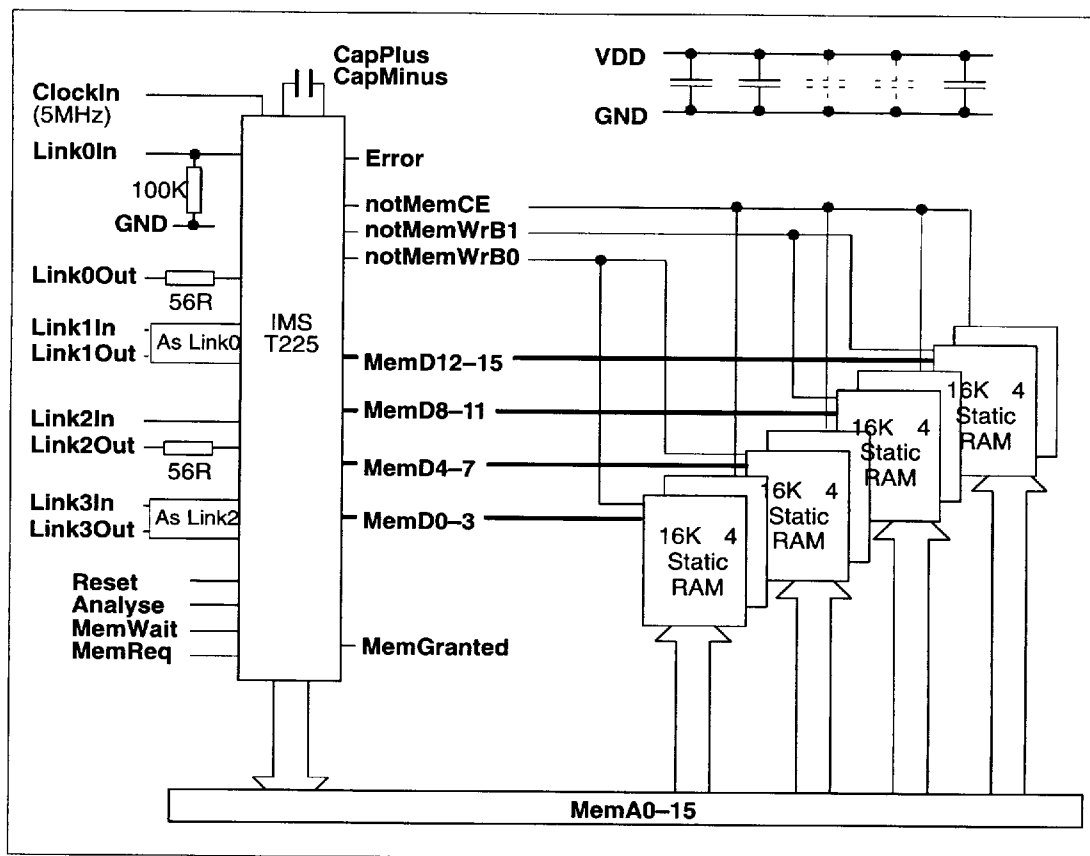 CapPlus
CapMinus
VDD
GND
ClockIn
(5MHz)
Link0In
100K
GND
Link0Out
56R
Link1In
Link1Out
As Link0
Link2In
Link2Out
56R
Link3In
Link3Out
As Link2
Reset
Analyse
MemWait
MemReq
IMS
T225
Error
notMemCE
notMemWrB1
notMemWrB0
MemD12–15
MemD8–11
MemD4–7
MemD0–3
MemGranted
16K 4
Static
RAM
16K 4
Static
RAM
16K 4
Static
RAM
16K 4
Static
RAM
MemA0–15